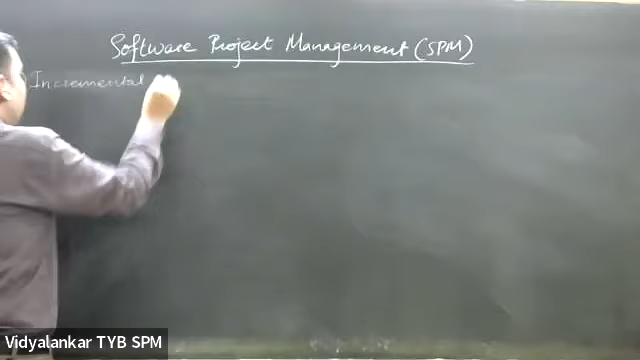 Software Project Management (SPM)
Incremental
Vidyalankar TYB SPM